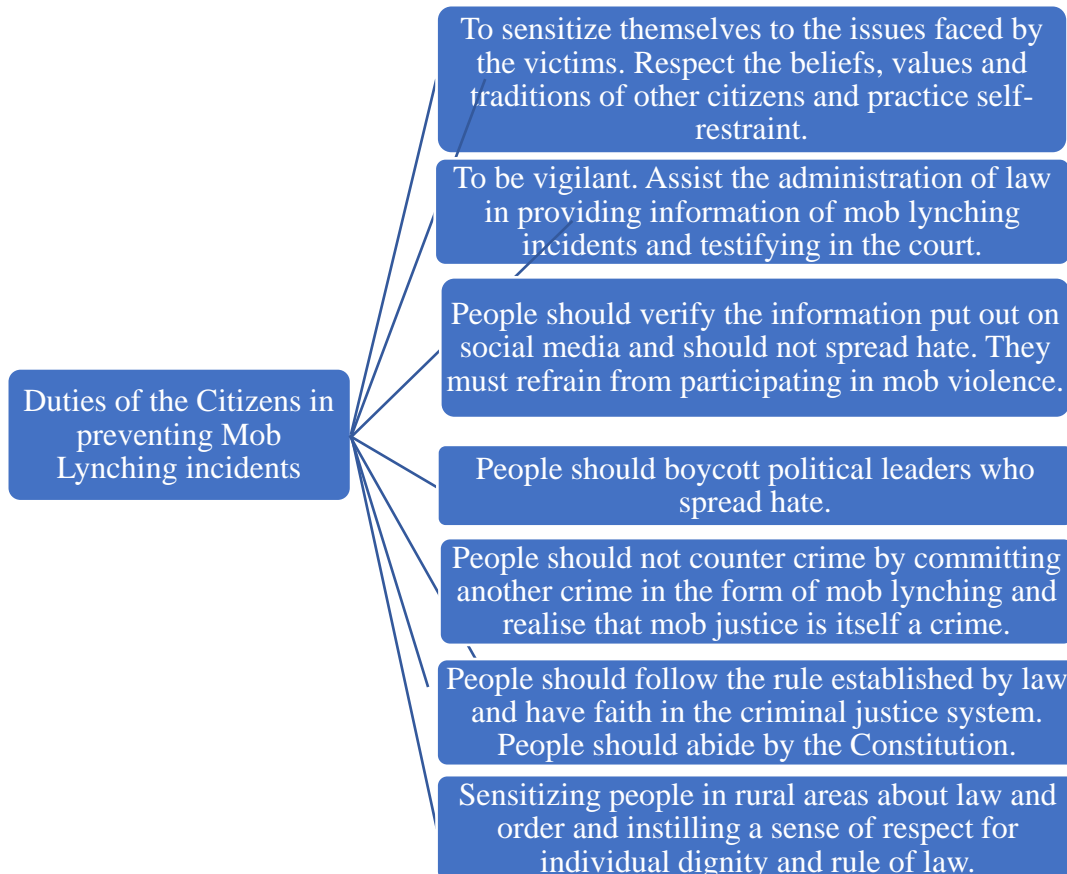 To sensitize themselves to the issues faced by
the victims. Respect the beliefs, values and
traditions of other citizens and practice self-
restraint.
To be vigilant. Assist the administration of law
in providing information of mob lynching
incidents and testifying in the court.
People should verify the information put out on
social media and should not spread hate. They
must refrain from participating in mob violence.
Duties of the Citizens in
preventing Mob
Lynching incidents
People should boycott political leaders who
spread hate.
People should not counter crime by committing
another crime in the form of mob lynching and
realise that mob justice is itself a crime.
People should follow the rule established by law
and have faith in the criminal justice system.
People should abide by the Constitution.
Sensitizing people in rural areas about law and
order and instilling a sense of respect for
individual dignity and rule of law.